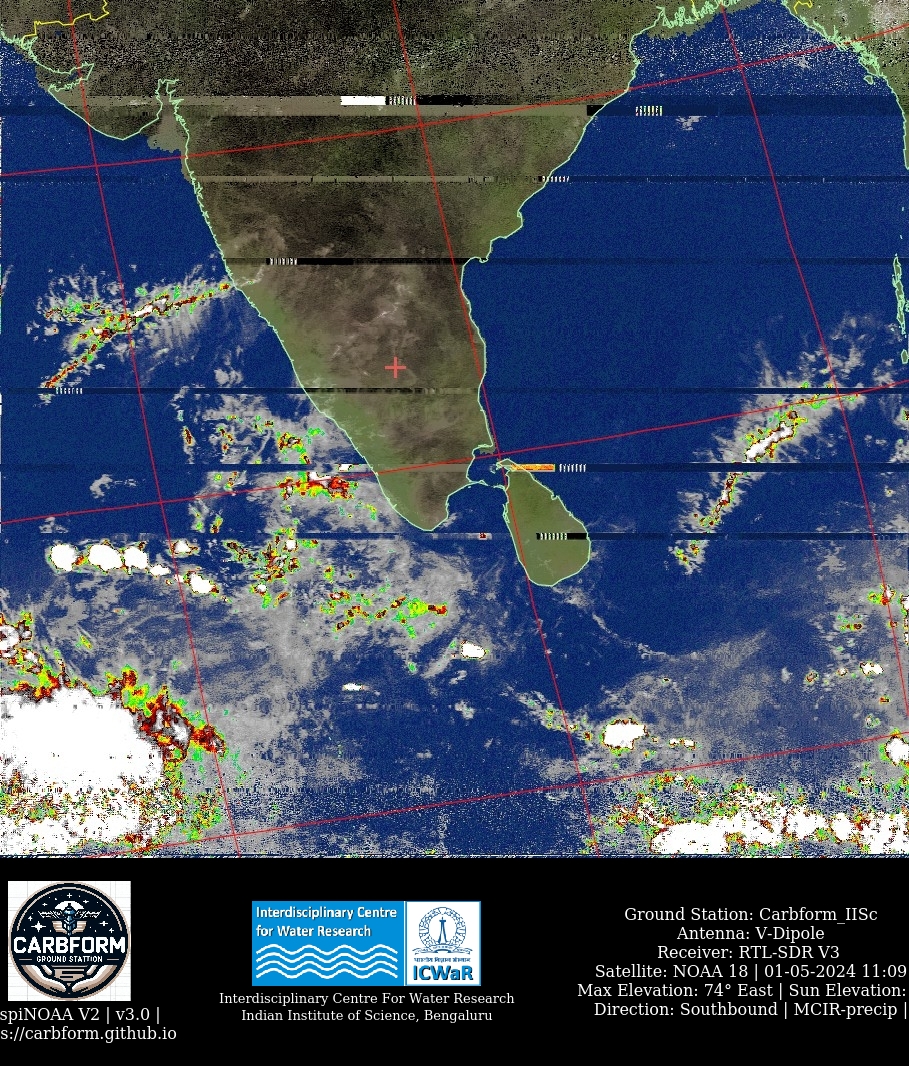 CARBFORM
GROUND STATION
spiNOAA V2 | v3.0 |
s://carbform.github.io
Interdisciplinary Centre
for Water Research
भारतीय विज्ञान संस्थान
ICWaR
Interdisciplinary Centre For Water Research
Indian Institute of Science, Bengaluru
Ground Station: Carbform_IISc
Antenna: V-Dipole
Receiver: RTL-SDR V3
Satellite: NOAA 18 | 01-05-2024 11:09
Max Elevation: 74° East | Sun Elevation:
Direction: Southbound | MCIR-precip |